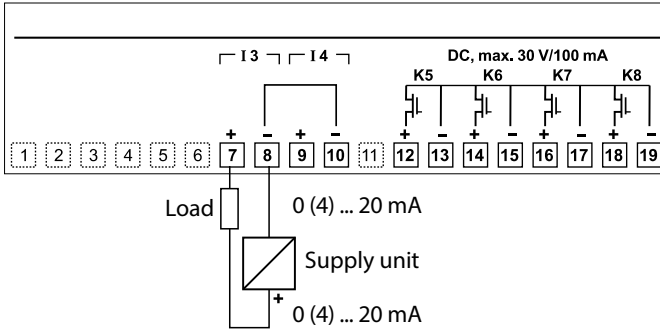 I 3 I 4 DC, max. 30 V/100 mA
K5 K6 K7 K8
+ – + – + – + – + – + –
1 2 3 4 5 6 7 8 9 10 11 12 13 14 15 16 17 18 19
Load 0 (4) ... 20 mA
Supply unit
+
0 (4) ... 20 mA